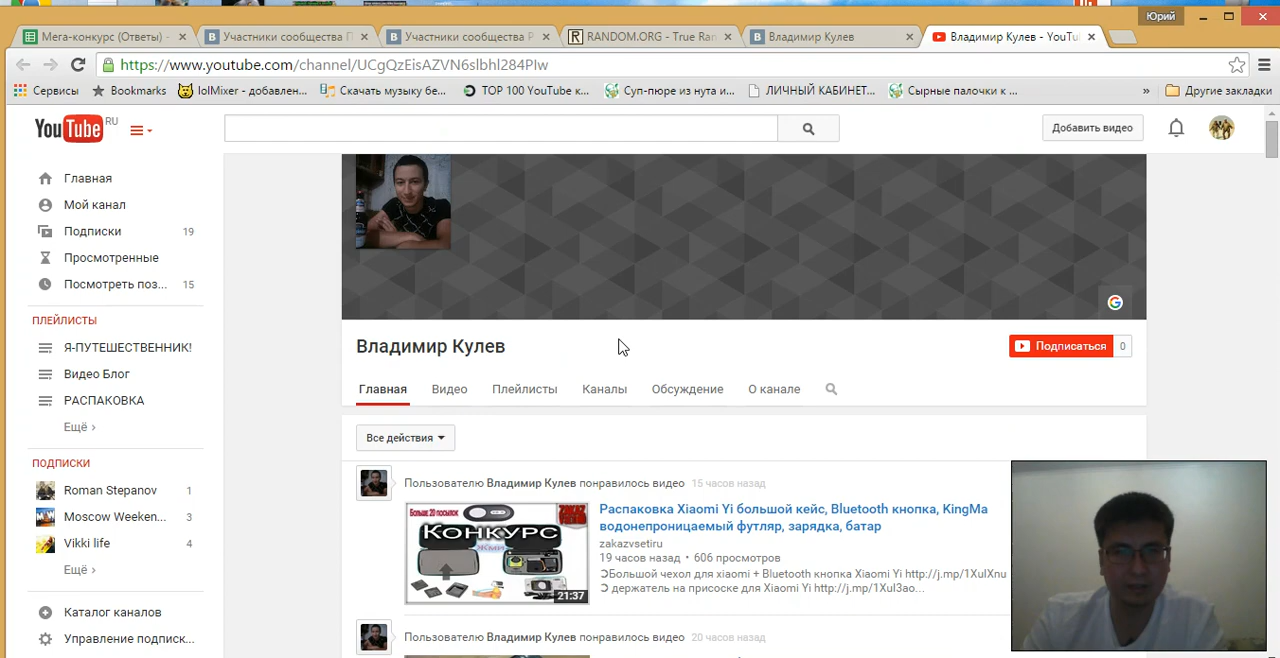 Юрий
Мега-конкурс (Ответы) -
Участники сообщества П
Участники сообщества Р
RANDOM.ORG - True Ran
Владимир Кулев
Владимир Кулев - YouTu
https://www.youtube.com/channel/UCgQzEisAZVN6slbhl284PIw
Сервисы
Bookmarks
lolMixer - добавлен...
Скачать музыку бе...
TOP 100 YouTube к...
Суп-пюре из нута и...
ЛИЧНЫЙ КАБИНЕТ...
Сырные палочки к ...
»
Другие закладки
YouTube RU
Добавить видео
Главная
Мой канал
Подписки 19
Просмотренные
Посмотреть поз... 15
ПЛЕЙЛИСТЫ
Я-ПУТЕШЕСТВЕННИК!
Видео Блог
РАСПАКОВКА
Ещё ›
ПОДПИСКИ
Roman Stepanov 1
Moscow Weeken... 3
Vikki life 4
Ещё ›
Каталог каналов
Управление подписк...
Владимир Кулев
Подписаться 0
Главная
Видео
Плейлисты
Каналы
Обсуждение
О канале
Все действия
Пользователю Владимир Кулев понравилось видео 15 часов назад
Больше 20 посылок
КОНКУРС
ЖМИ
21:37
Распаковка Xiaomi Yi большой кейс, Bluetooth кнопка, KingMa
водонепроницаемый футляр, зарядка, батар
zakazvsetiru
19 часов назад • 606 просмотров
Ͻ Большой чехол для xiaomi + Bluetooth кнопка Xiaomi Yi http://j.mp/1XuIXnu
Ͻ держатель на присоске для Xiaomi Yi http://j.mp/1XuI3ao...
Пользователю Владимир Кулев понравилось видео 20 часов назад